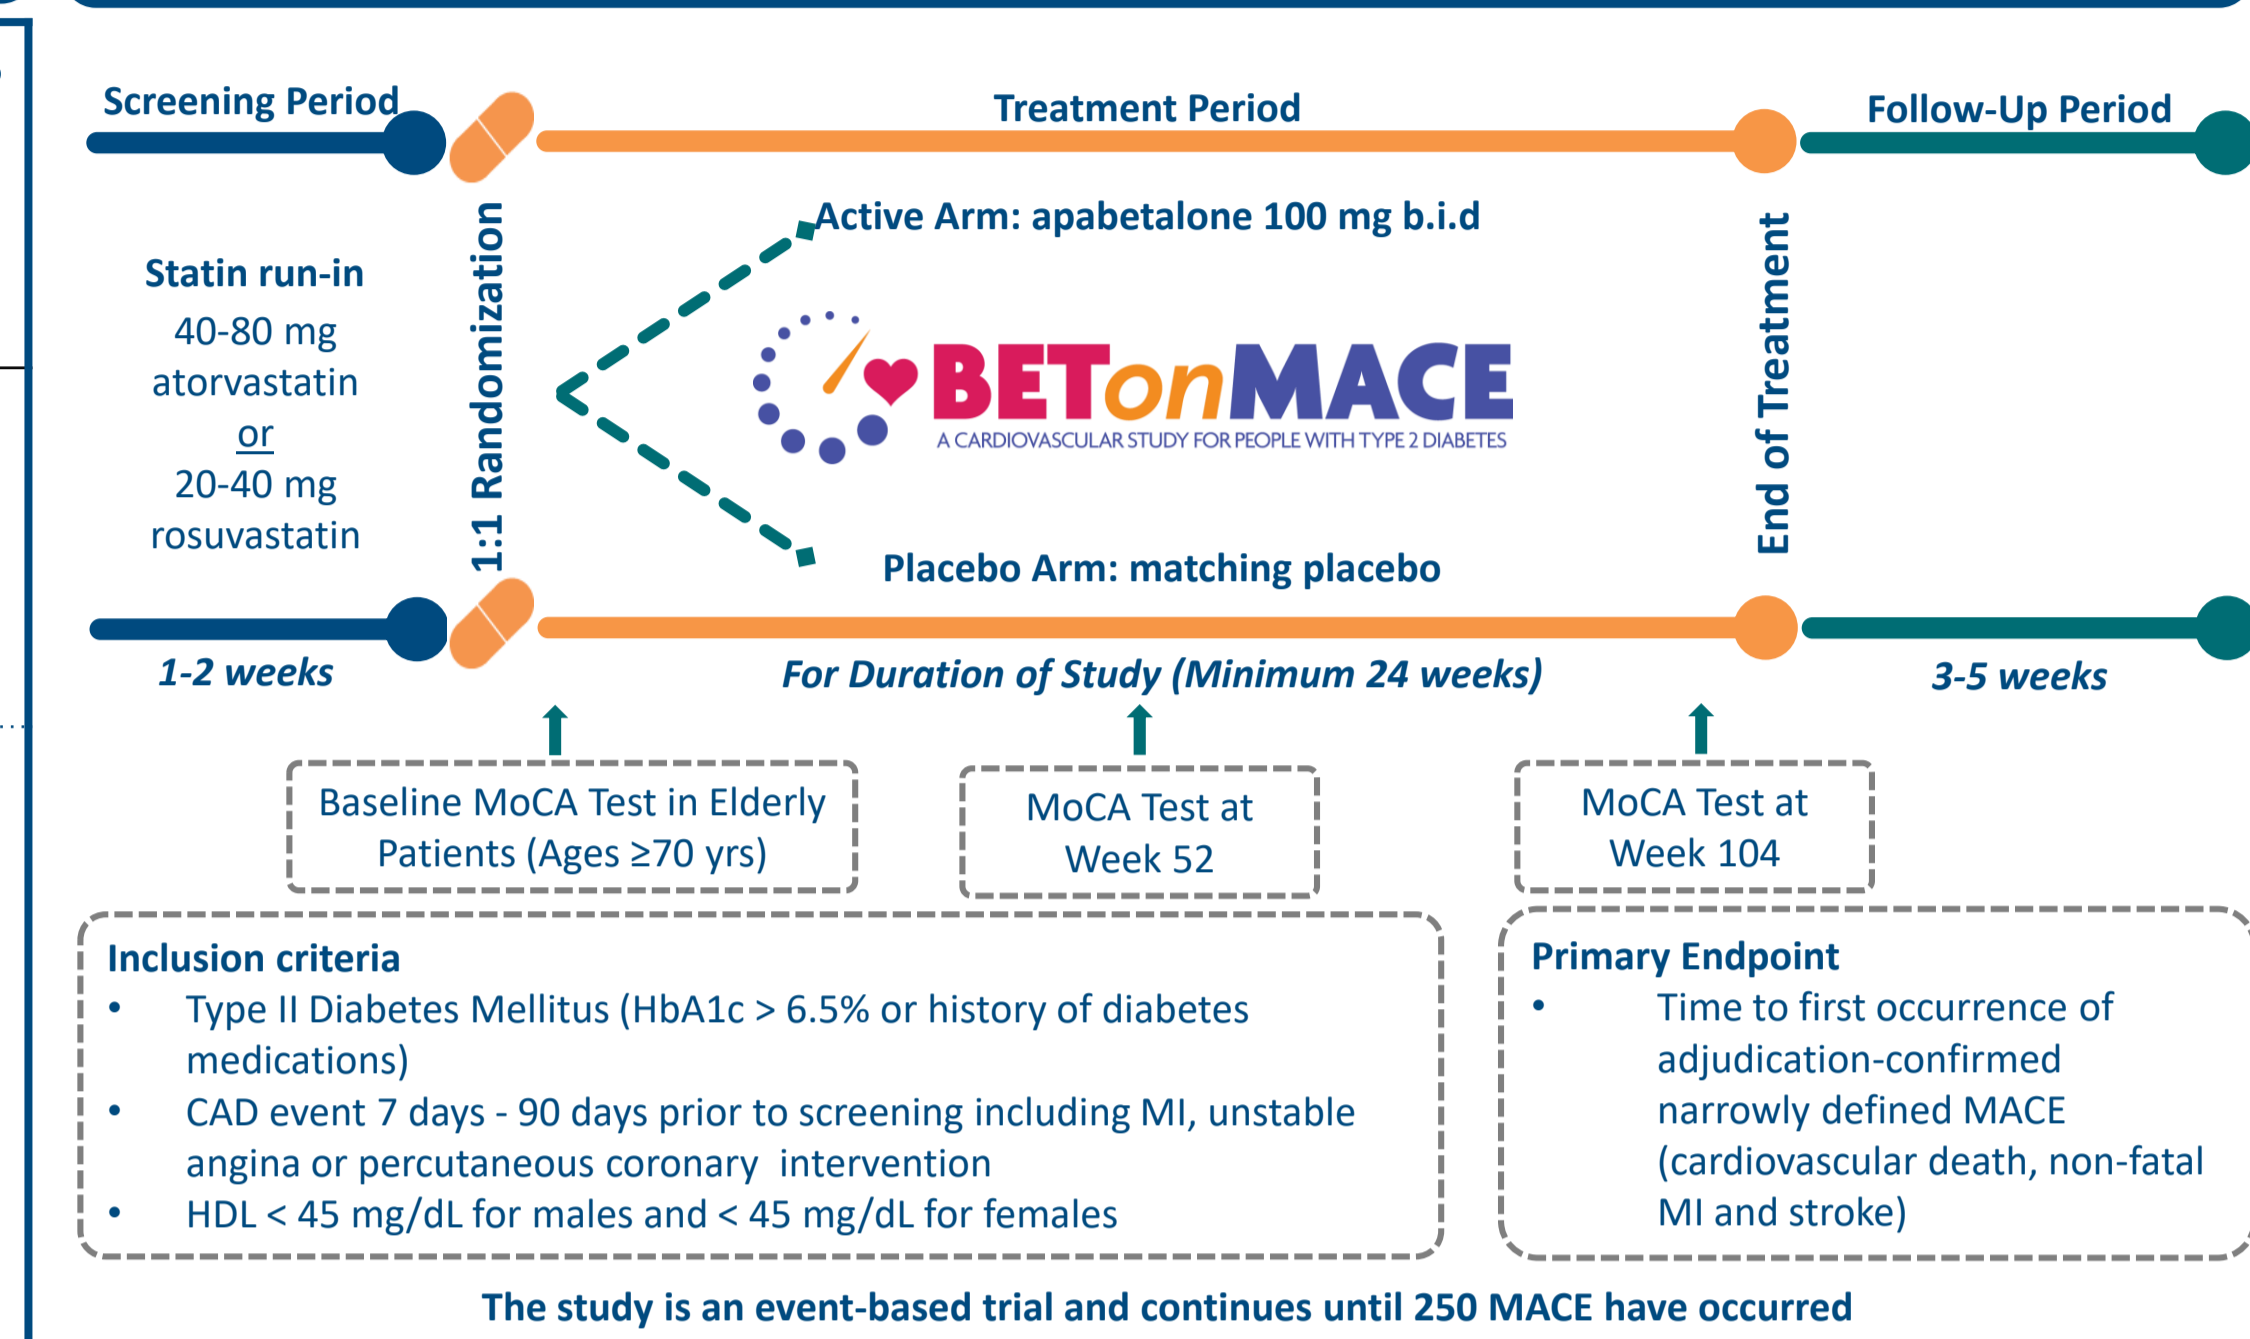 Screening Period
Treatment Period
Follow-Up Period
Statin run-in
40-80 mg
atorvastatin
or
20-40 mg
rosuvastatin
1:1 Randomization
Active Arm: apabetalone 100 mg b.i.d
BETonMACE
A CARDIOVASCULAR STUDY FOR PEOPLE WITH TYPE 2 DIABETES
Placebo Arm: matching placebo
End of Treatment
1-2 weeks
For Duration of Study (Minimum 24 weeks)
3-5 weeks
Baseline MoCA Test in Elderly
Patients (Ages ≥70 yrs)
MoCA Test at
Week 52
MoCA Test at
Week 104
Inclusion criteria
• Type II Diabetes Mellitus (HbA1c > 6.5% or history of diabetes
medications)
• CAD event 7 days - 90 days prior to screening including MI, unstable
angina or percutaneous coronary intervention
• HDL < 45 mg/dL for males and < 45 mg/dL for females
Primary Endpoint
• Time to first occurrence of
adjudication-confirmed
narrowly defined MACE
(cardiovascular death, non-fatal
MI and stroke)
The study is an event-based trial and continues until 250 MACE have occurred